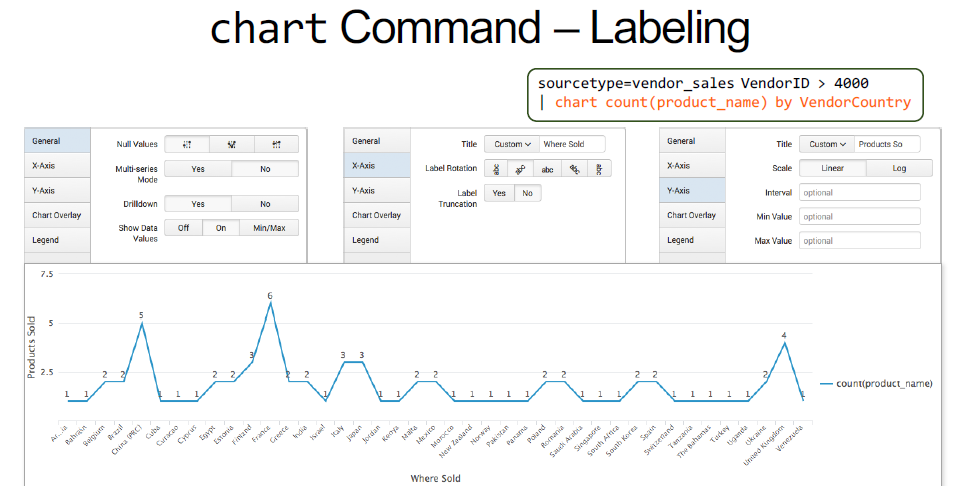 chart Command – Labeling
sourcetype=vendor_sales VendorID > 4000
| chart count(product_name) by VendorCountry
General
X-Axis
Y-Axis
Chart Overlay
Legend
Null Values
Multi-series Mode
Yes No
Drilldown
Yes No
Show Data Values
Off On Min/Max
General
X-Axis
Y-Axis
Chart Overlay
Legend
Title Custom Where Sold
Label Rotation
abc abc abc abc abc
Label Truncation
Yes No
General
X-Axis
Y-Axis
Chart Overlay
Legend
Title Custom Products So
Scale Linear Log
Interval optional
Min Value optional
Max Value optional
7.5
5
2.5
Products Sold
1 1 2 2 5 1 1 1 2 2 3 6 2 2 1 3 3 1 1 2 2 1 1 1 1 2 2 1 1 1 2 2 1 1 1 1 1 2 4 1
Bahrain
Belgium
Brazil
China (PRC)
Cuba
Curacao
Cyprus
Egypt
Estonia
Finland
France
Greece
India
Israel
Italy
Japan
Jordan
Kenya
Malta
Mexico
Morocco
New Zealand
Norway
Pakistan
Panama
Poland
Romania
Saudi Arabia
Singapore
South Africa
South Korea
Spain
Switzerland
Tanzania
The Bahamas
Turkey
Uganda
Ukraine
United Kingdom
Venezuela
Where Sold
count(product_name)